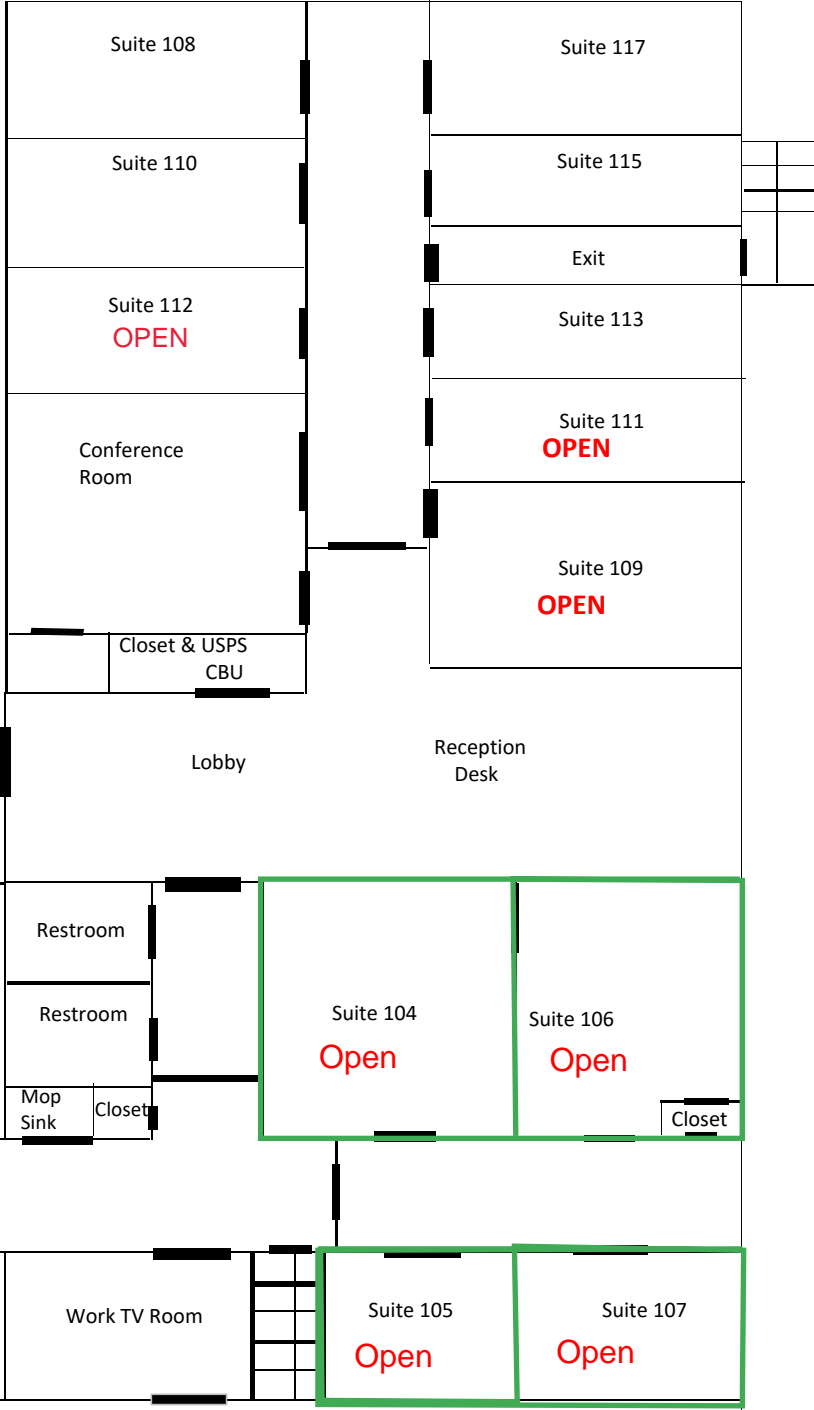 Suite 108
Suite 117
Suite 110
Suite 115
Exit
Suite 112
OPEN
Suite 113
Suite 111
OPEN
Conference
Room
Suite 109
OPEN
Closet & USPS
CBU
Lobby
Reception
Desk
Restroom
Restroom
Suite 104
Open
Suite 106
Open
Mop
Sink
Closet
Closet
Work TV Room
Suite 105
Open
Suite 107
Open